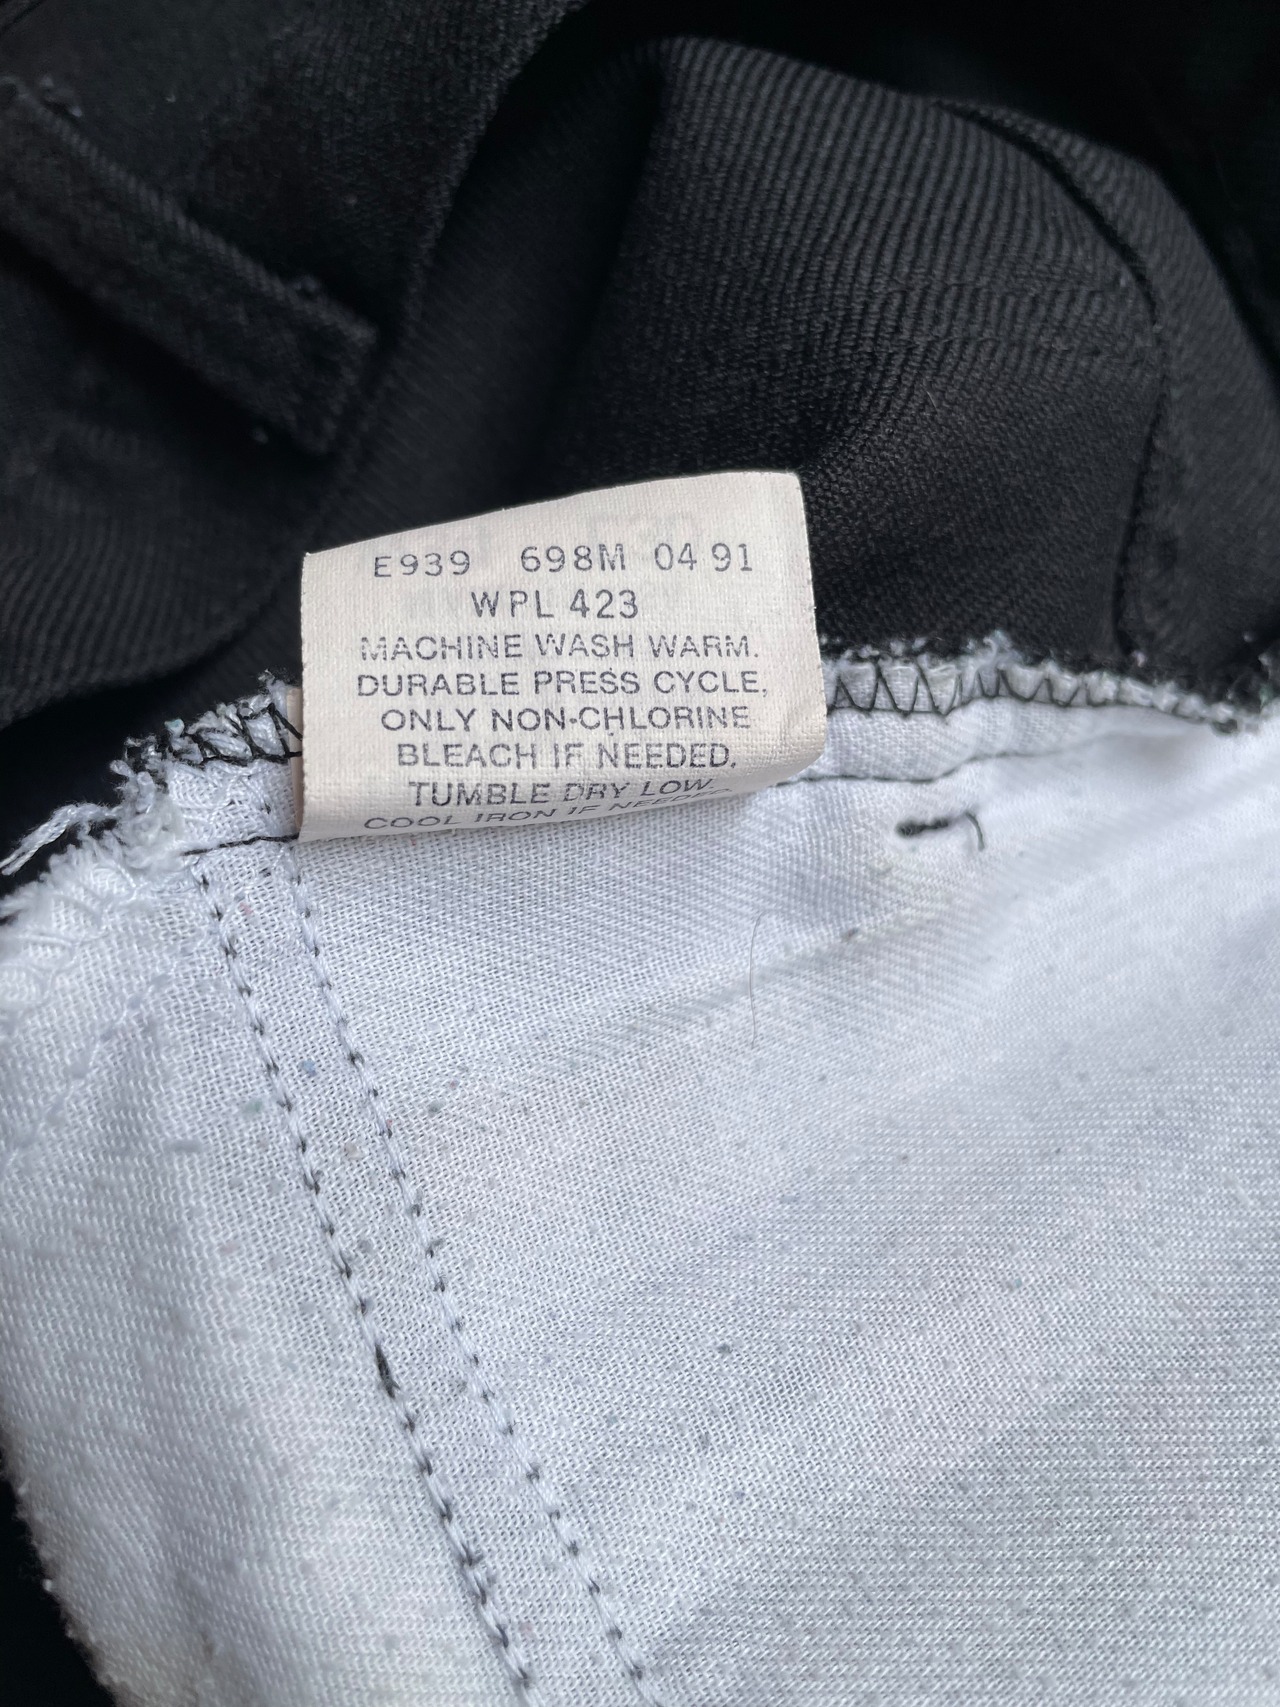 E939 698M 04 91
WPL 423
MACHINE WASH WARM.
DURABLE PRESS CYCLE,
ONLY NON-CHLORINE
BLEACH IF NEEDED.
TUMBLE DRY LOW.
COOL IRON IF NEEDED